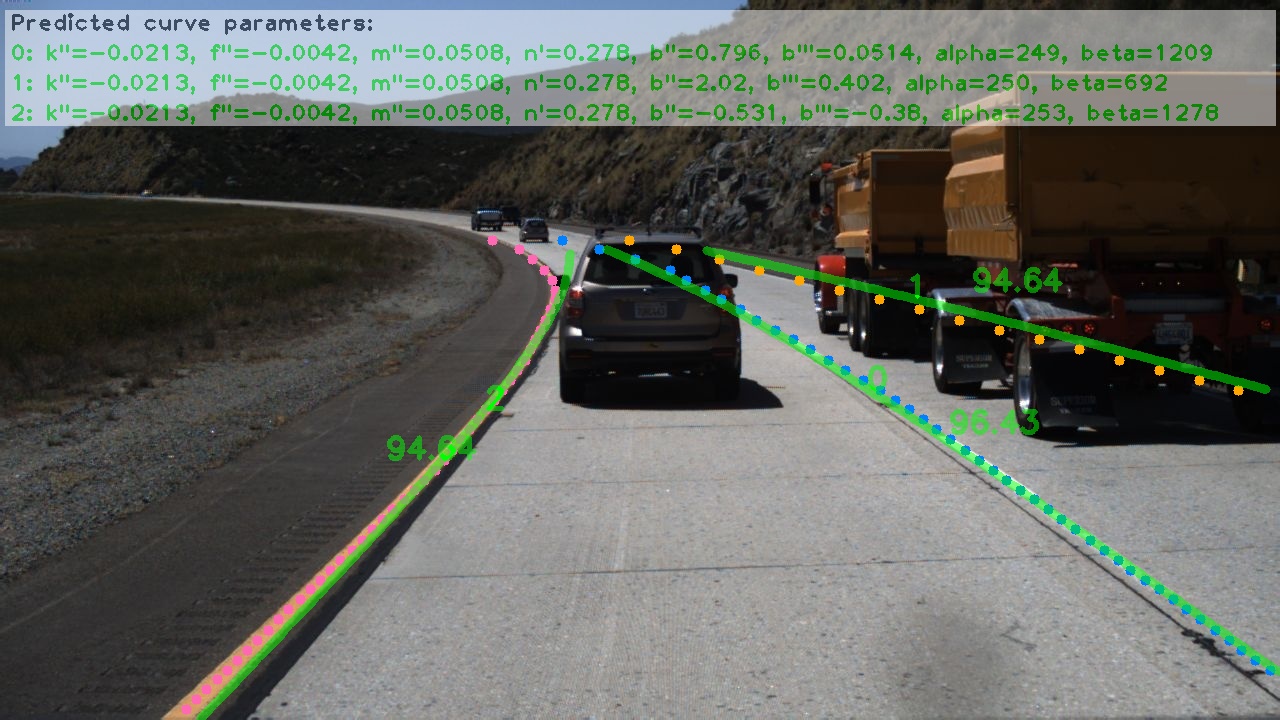 Predicted curve parameters:
0: k''=-0.0213, f''=-0.0042, m''=0.0508, n'=0.278, b''=0.796, b'''=0.0514, alpha=249, beta=1209
1: k''=-0.0213, f''=-0.0042, m''=0.0508, n'=0.278, b''=2.02, b'''=0.402, alpha=250, beta=692
2: k''=-0.0213, f''=-0.0042, m''=0.0508, n'=0.278, b''=-0.531, b'''=-0.38, alpha=253, beta=1278
1 94.64
0
2
96.43
94.64
SUPERIOR
SUPERIOR